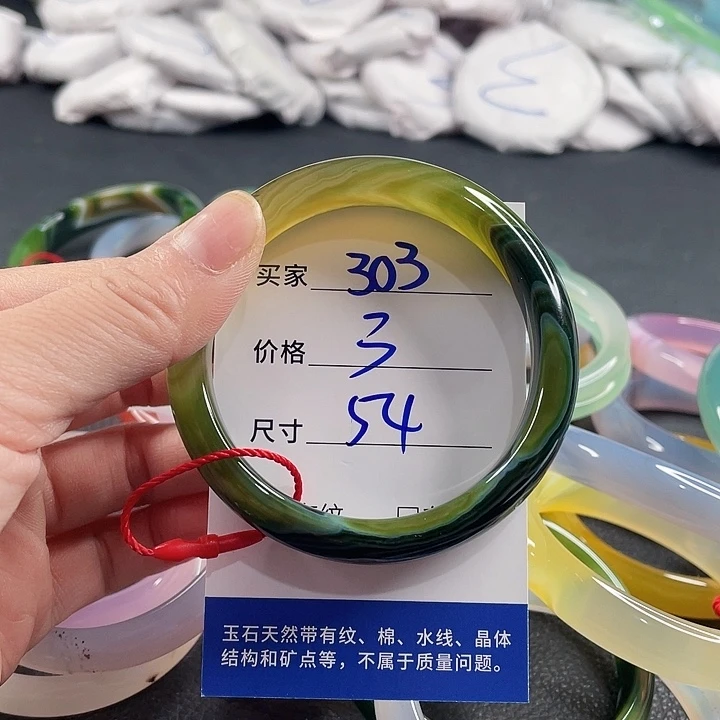 买家 303
价格 3
尺寸 54
玉石天然带有纹、棉、水线、晶体
结构和矿点等，不属于质量问题。